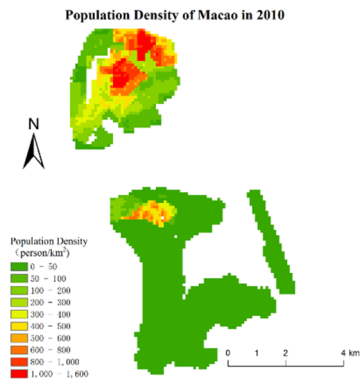 Population Density of Macao in 2010
N
Population Density
(person/km²)
0 - 50
50 - 100
100 - 200
200 - 300
300 - 400
400 - 500
300 - 600
600 - 800
800 - 1,000
1,000 - 1,600
0 1 2 4 km